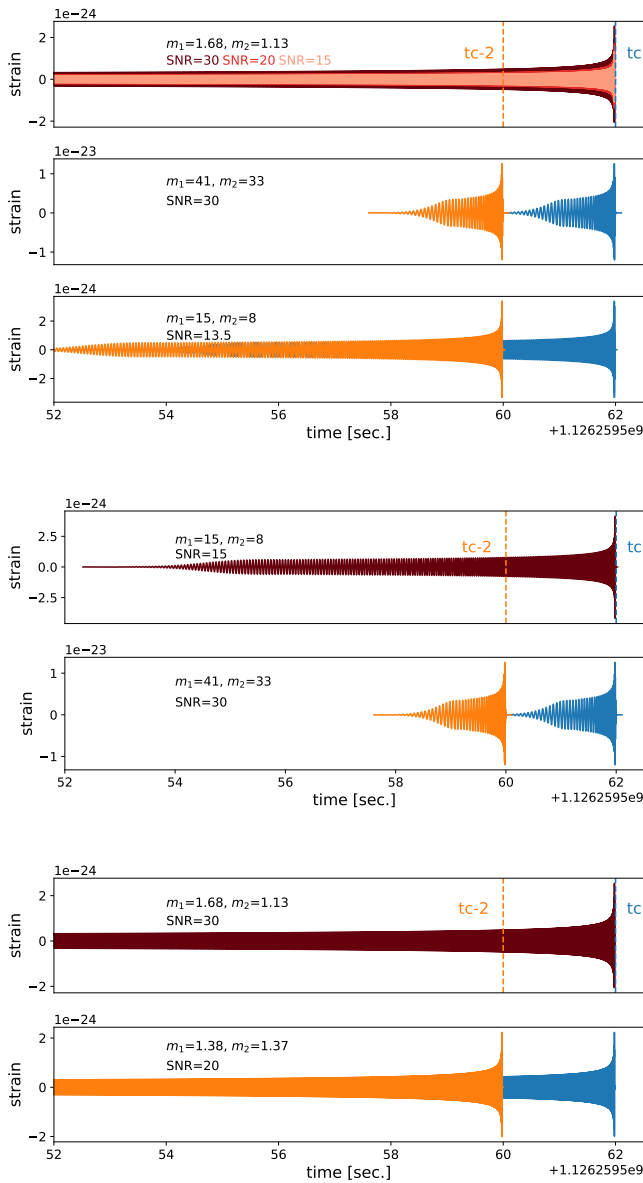 1e−24
strain
2
0
−2
m1=1.68, m2=1.13
SNR=30 SNR=20 SNR=15
tc-2
tc
1e−23
strain
1
0
−1
m1=41, m2=33
SNR=30
1e−24
strain
2
0
−2
m1=15, m2=8
SNR=13.5
52 54 56 58 60 62
time [sec.]
+1.1262595e9
1e−24
strain
2.5
0.0
−2.5
m1=15, m2=8
SNR=15
tc-2
tc
1e−23
strain
1
0
−1
m1=41, m2=33
SNR=30
52 54 56 58 60 62
time [sec.]
+1.1262595e9
1e−24
strain
2
0
−2
m1=1.68, m2=1.13
SNR=30
tc-2
tc
1e−24
strain
2
0
−2
m1=1.38, m2=1.37
SNR=20
52 54 56 58 60 62
time [sec.]
+1.1262595e9